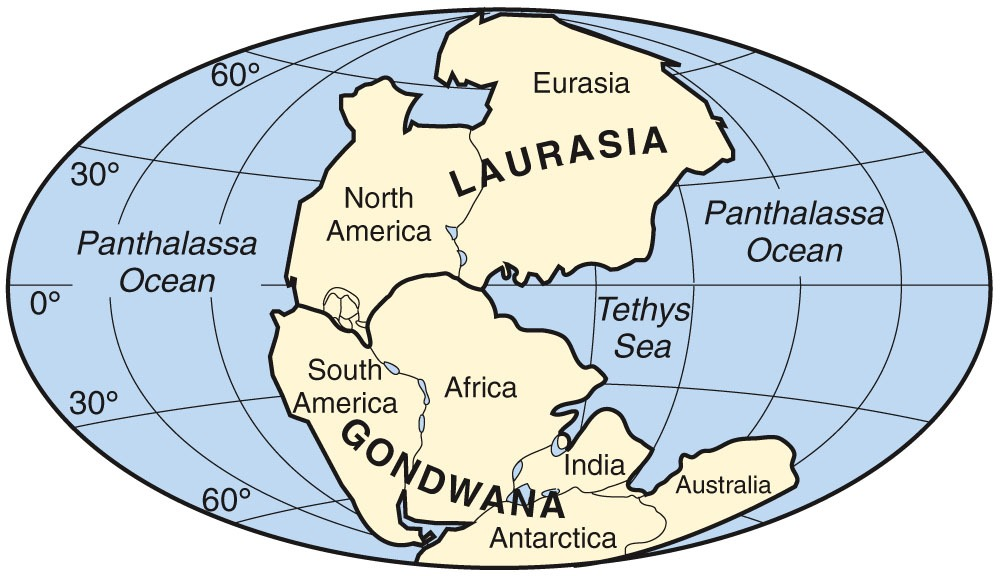 60°
Eurasia
LAURASIA
30°
North
America
Panthalassa
Ocean
Panthalassa
Ocean
0°
Tethys
Sea
South
America
Africa
30°
GONDWANA
India
Australia
60°
Antarctica